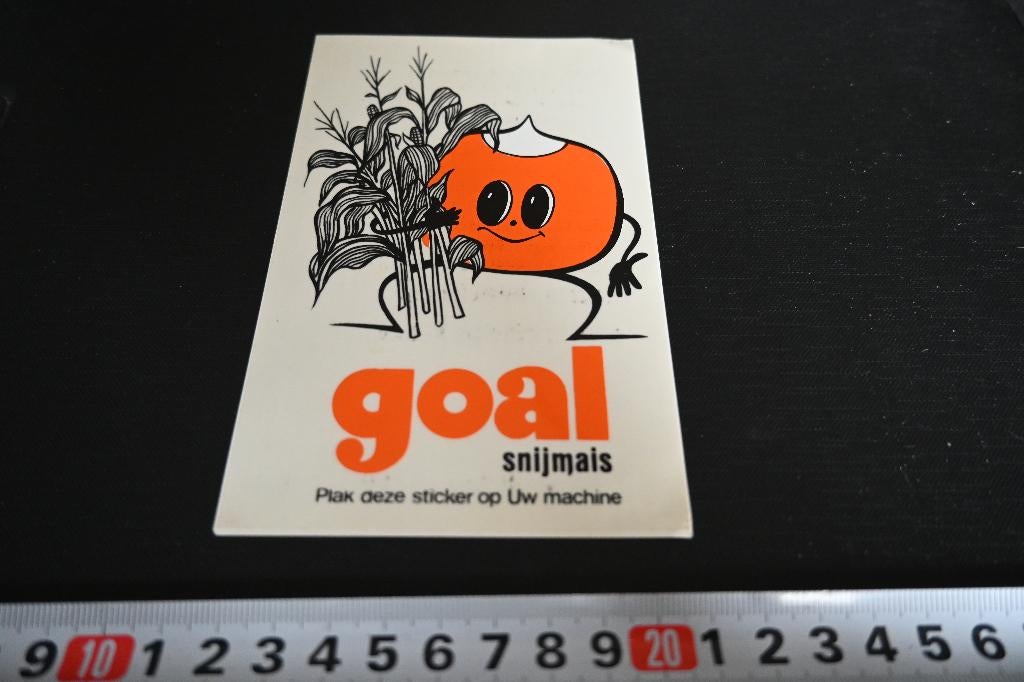 goal
snijmais
Plak deze sticker op Uw machine
9 10 1 2 3 4 5 6 7 8 9 20 1 2 3 4 5 6